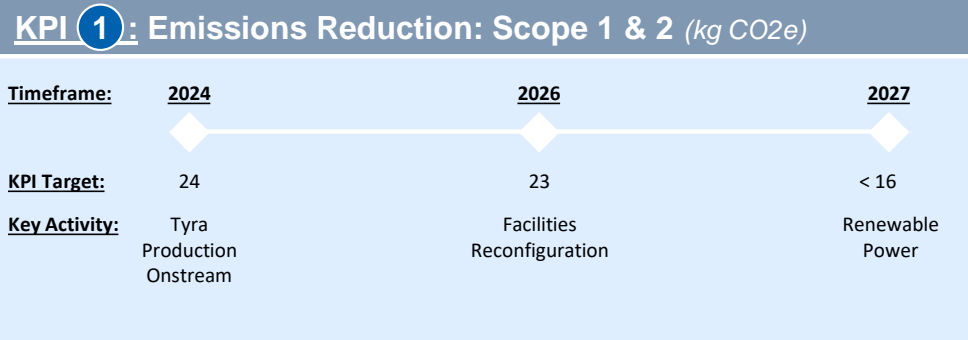 KPI 1: Emissions Reduction: Scope 1 & 2 (kg CO2e)
Timeframe: 2024 2026 2027
KPI Target: 24 23 < 16
Key Activity: Tyra Facilities Renewable
Production Reconfiguration Power
Onstream